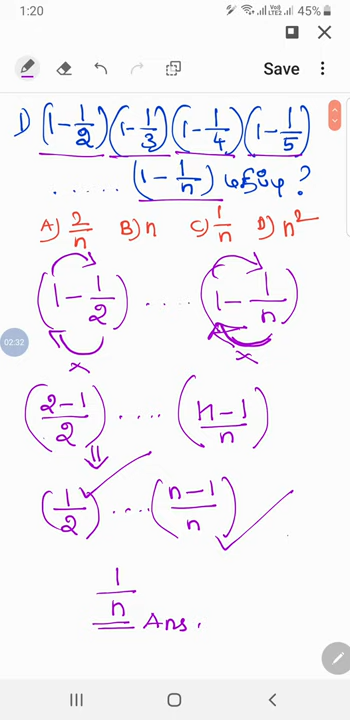 1:20 45%
Save
1) (1-1/2)(1-1/3)(1-1/4)(1-1/5)
......(1-1/n) மதிப்பு?
A) 2/n B) n C) 1/n D) n²
(1-1/2)....(1-1/n)
02:32
x x
((2-1)/2)....((n-1)/n)
(1/2)....((n-1)/n)
1/n Ans.